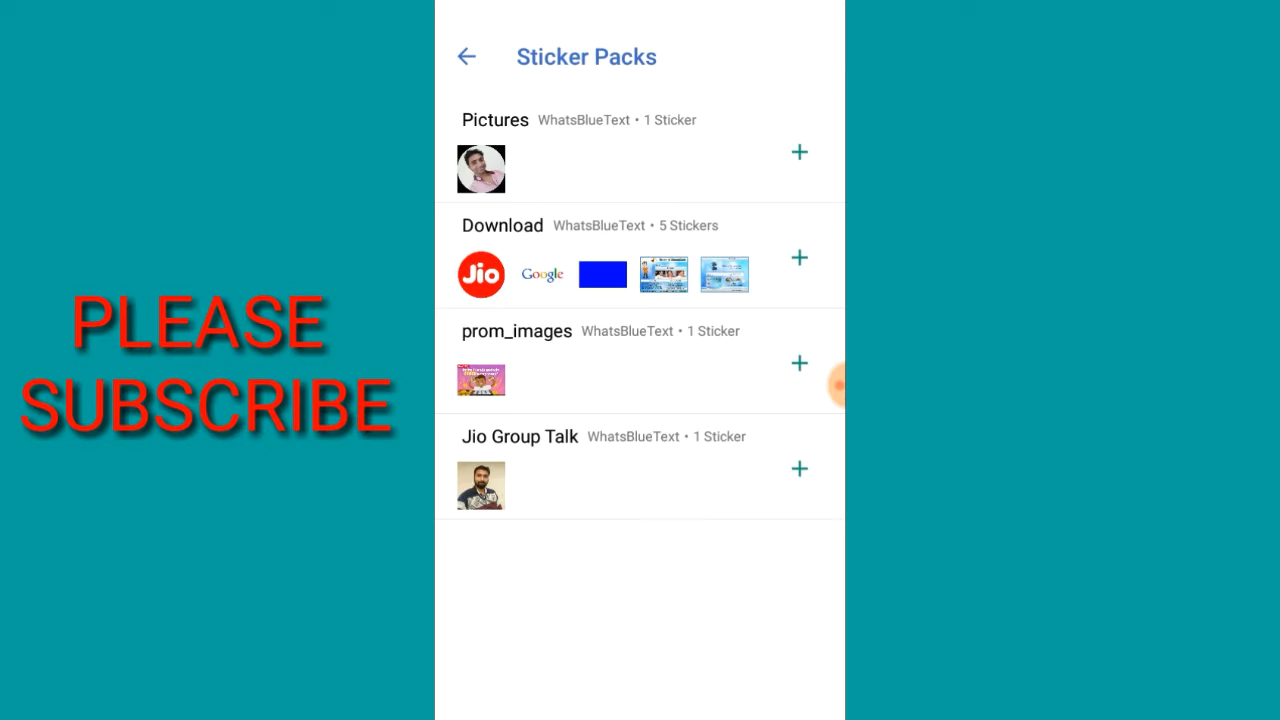 PLEASE
SUBSCRIBE
Sticker Packs
Pictures WhatsBlueText • 1 Sticker
Download WhatsBlueText • 5 Stickers
Jio Google
prom_images WhatsBlueText • 1 Sticker
Jio Group Talk WhatsBlueText • 1 Sticker